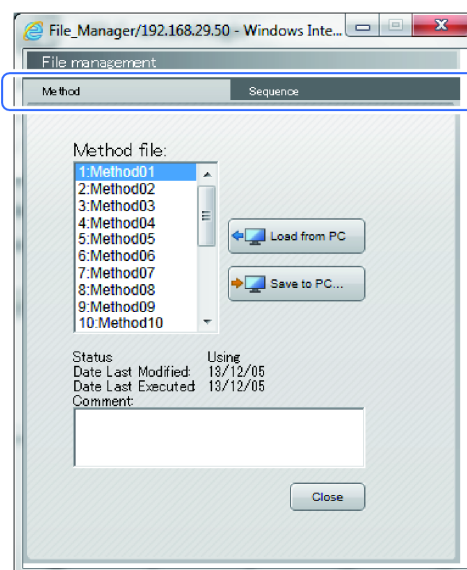 File_Manager/192.168.29.50 - Windows Inte...
File management
Method Sequence
Method file:
1:Method01
2:Method02
3:Method03
4:Method04
5:Method05
6:Method06
7:Method07
8:Method08
9:Method09
10:Method10
Load from PC
Save to PC...
Status Using
Date Last Modified: 13/12/05
Date Last Executed 13/12/05
Comment:
Close